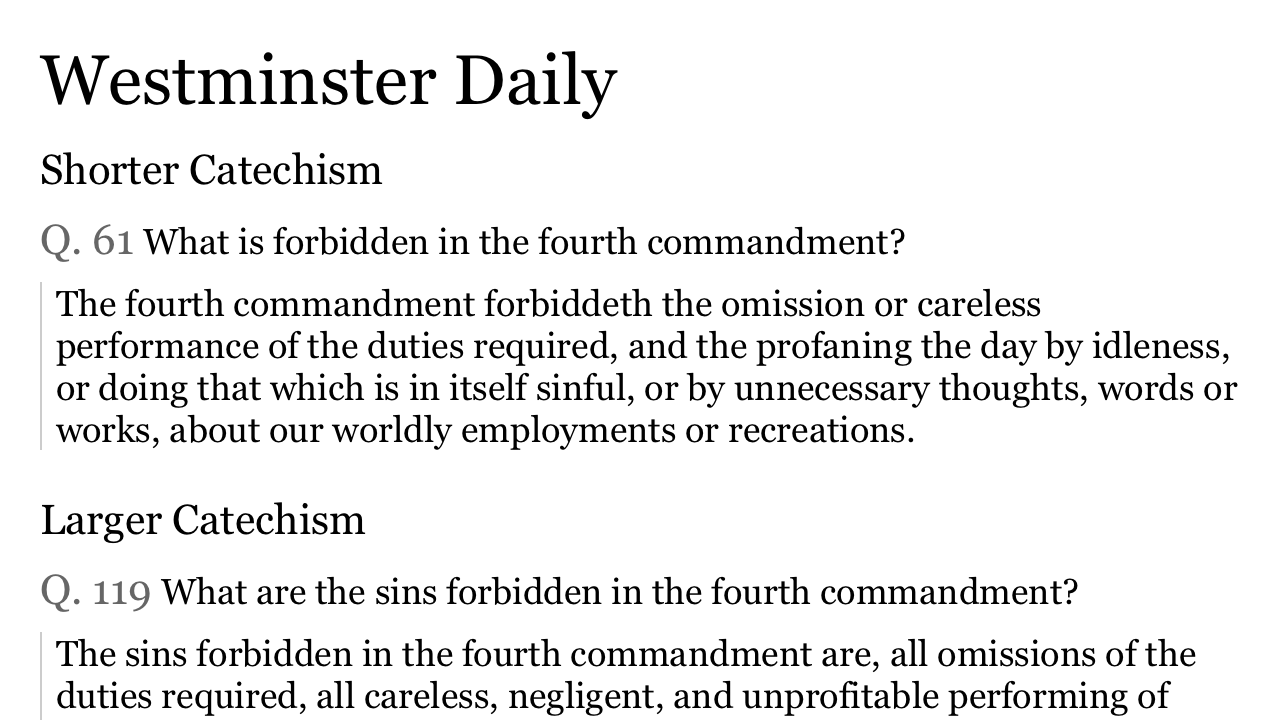 Westminster Daily
Shorter Catechism
Q. 61 What is forbidden in the fourth commandment?
The fourth commandment forbiddeth the omission or careless
performance of the duties required, and the profaning the day by idleness,
or doing that which is in itself sinful, or by unnecessary thoughts, words or
works, about our worldly employments or recreations.
Larger Catechism
Q. 119 What are the sins forbidden in the fourth commandment?
The sins forbidden in the fourth commandment are, all omissions of the
duties required, all careless, negligent, and unprofitable performing of